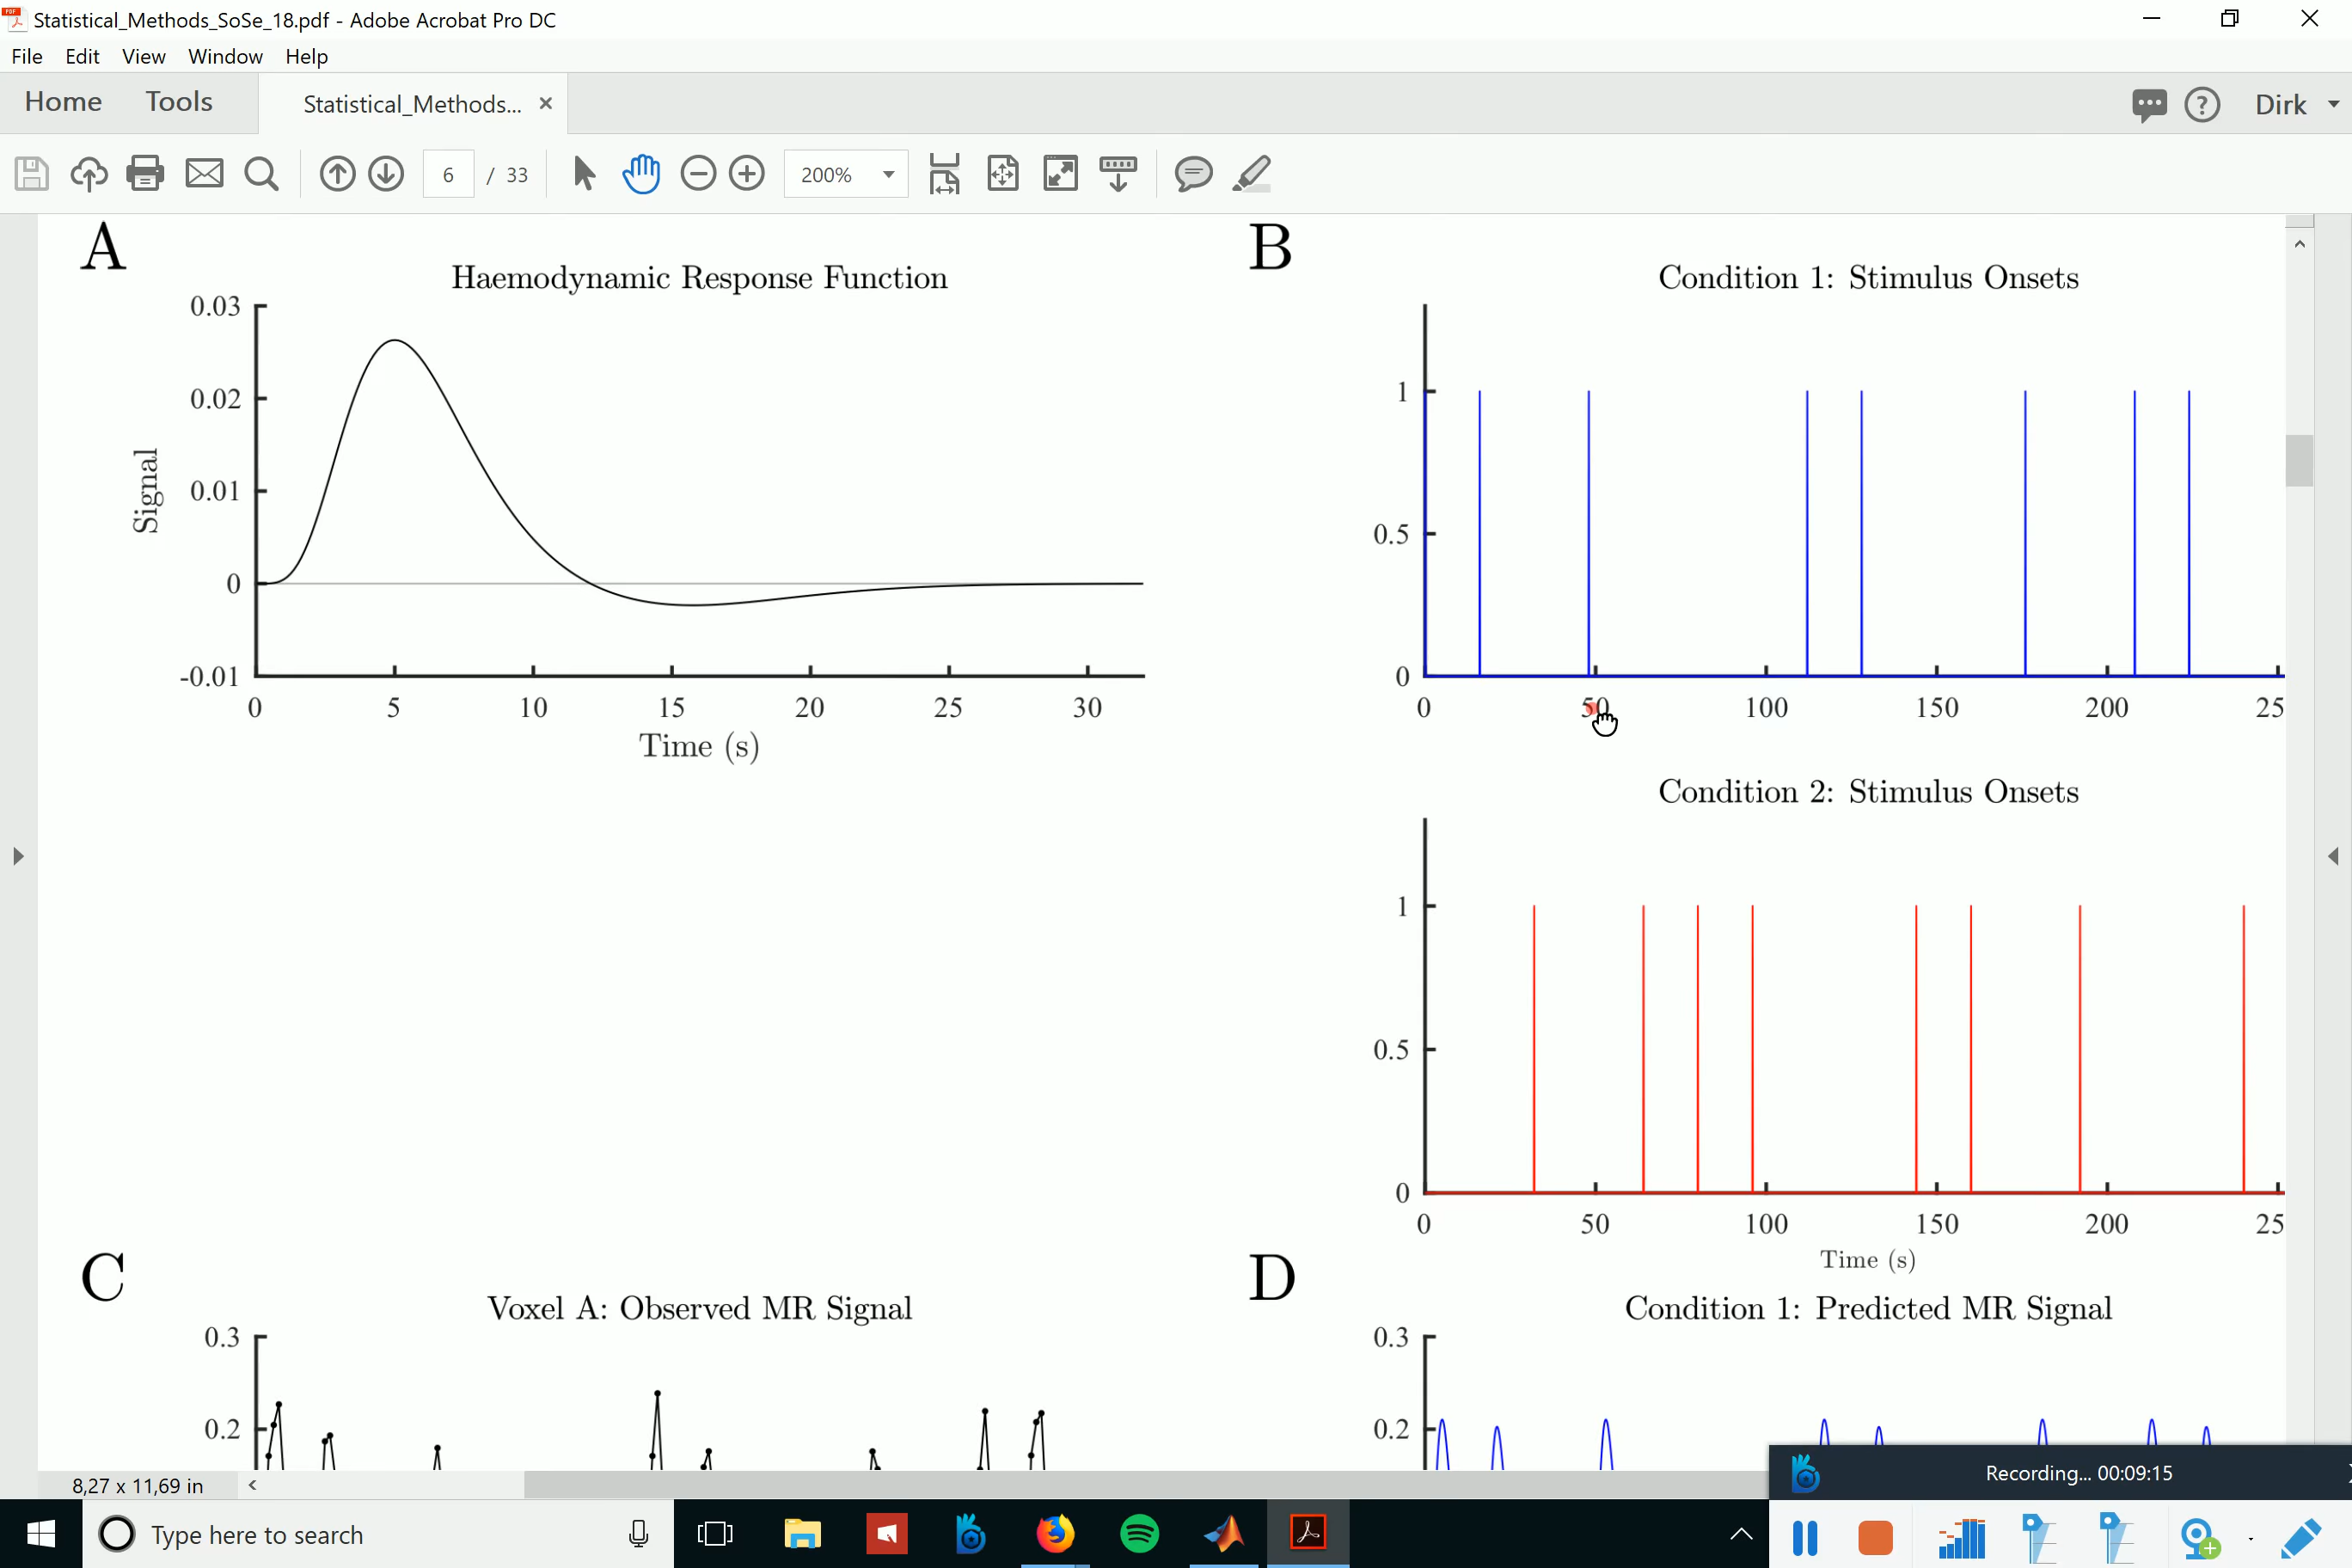 Statistical_Methods_SoSe_18.pdf - Adobe Acrobat Pro DC
File Edit View Window Help
Home Tools Statistical_Methods... × Dirk
6 / 33 200%
A
Haemodynamic Response Function
0.03
0.02
0.01
0
-0.01
Signal
0 5 10 15 20 25 30
Time (s)
B
Condition 1: Stimulus Onsets
1
0.5
0
0 50 100 150 200 25
Condition 2: Stimulus Onsets
1
0.5
0
0 50 100 150 200 25
Time (s)
C
Voxel A: Observed MR Signal
0.3
0.2
D
Condition 1: Predicted MR Signal
0.3
0.2
8,27 x 11,69 in
Recording... 00:09:15
Type here to search